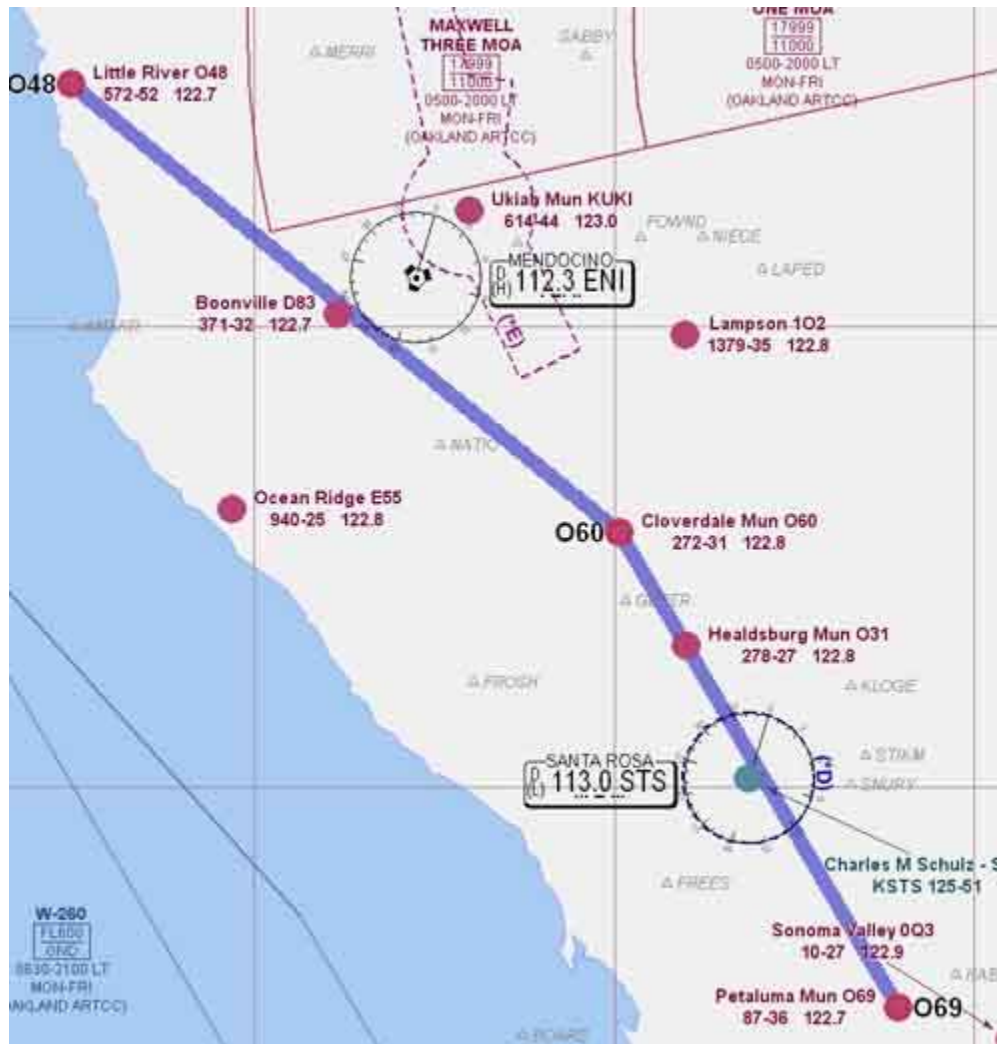 MAXWELL
THREE MOA
17999
11000
0500-2000 LT
MON-FRI
(OAKLAND ARTCC)
ONE MOA
17999
11000
0500-2000 LT
MON-FRI
(OAKLAND ARTCC)
MERRI
GABBY
O48
Little River O48
572-52 122.7
Ukiah Mun KUKI
614-44 123.0
POWND
NIEGE
LAPED
MENDOCINO
D
(H) 112.3 ENI
(*E)
Boonville D83
371-32 122.7
Lampson 1O2
1379-35 122.8
NATIO
Ocean Ridge E55
940-25 122.8
O60
Cloverdale Mun O60
272-31 122.8
Healdsburg Mun O31
278-27 122.8
FROSH
KLOGE
STIKM
SNURY
SANTA ROSA
D
(L) 113.0 STS
(*D)
Charles M Schulz - S
KSTS 125-51
FREES
W-260
FL600
GND
0630-2100 LT
MON-FRI
OAKLAND ARTCC)
Sonoma Valley 0Q3
10-27 122.9
Petaluma Mun O69
87-36 122.7
O69